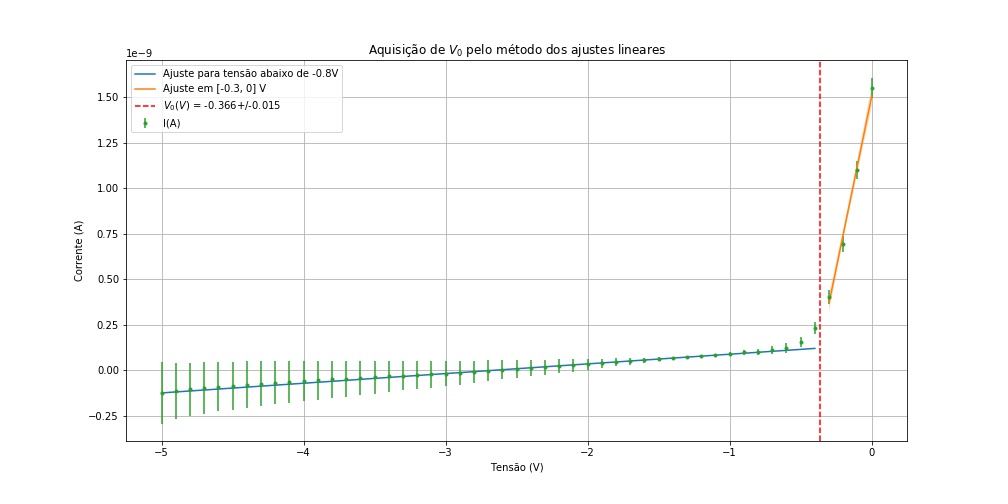 Aquisição de V₀ pelo método dos ajustes lineares
1e−9
Ajuste para tensão abaixo de -0.8V
Ajuste em [-0.3, 0] V
V₀(V) = -0.366+/-0.015
I(A)
1.50
1.25
1.00
0.75
0.50
0.25
0.00
−0.25
Corrente (A)
−5 −4 −3 −2 −1 0
Tensão (V)